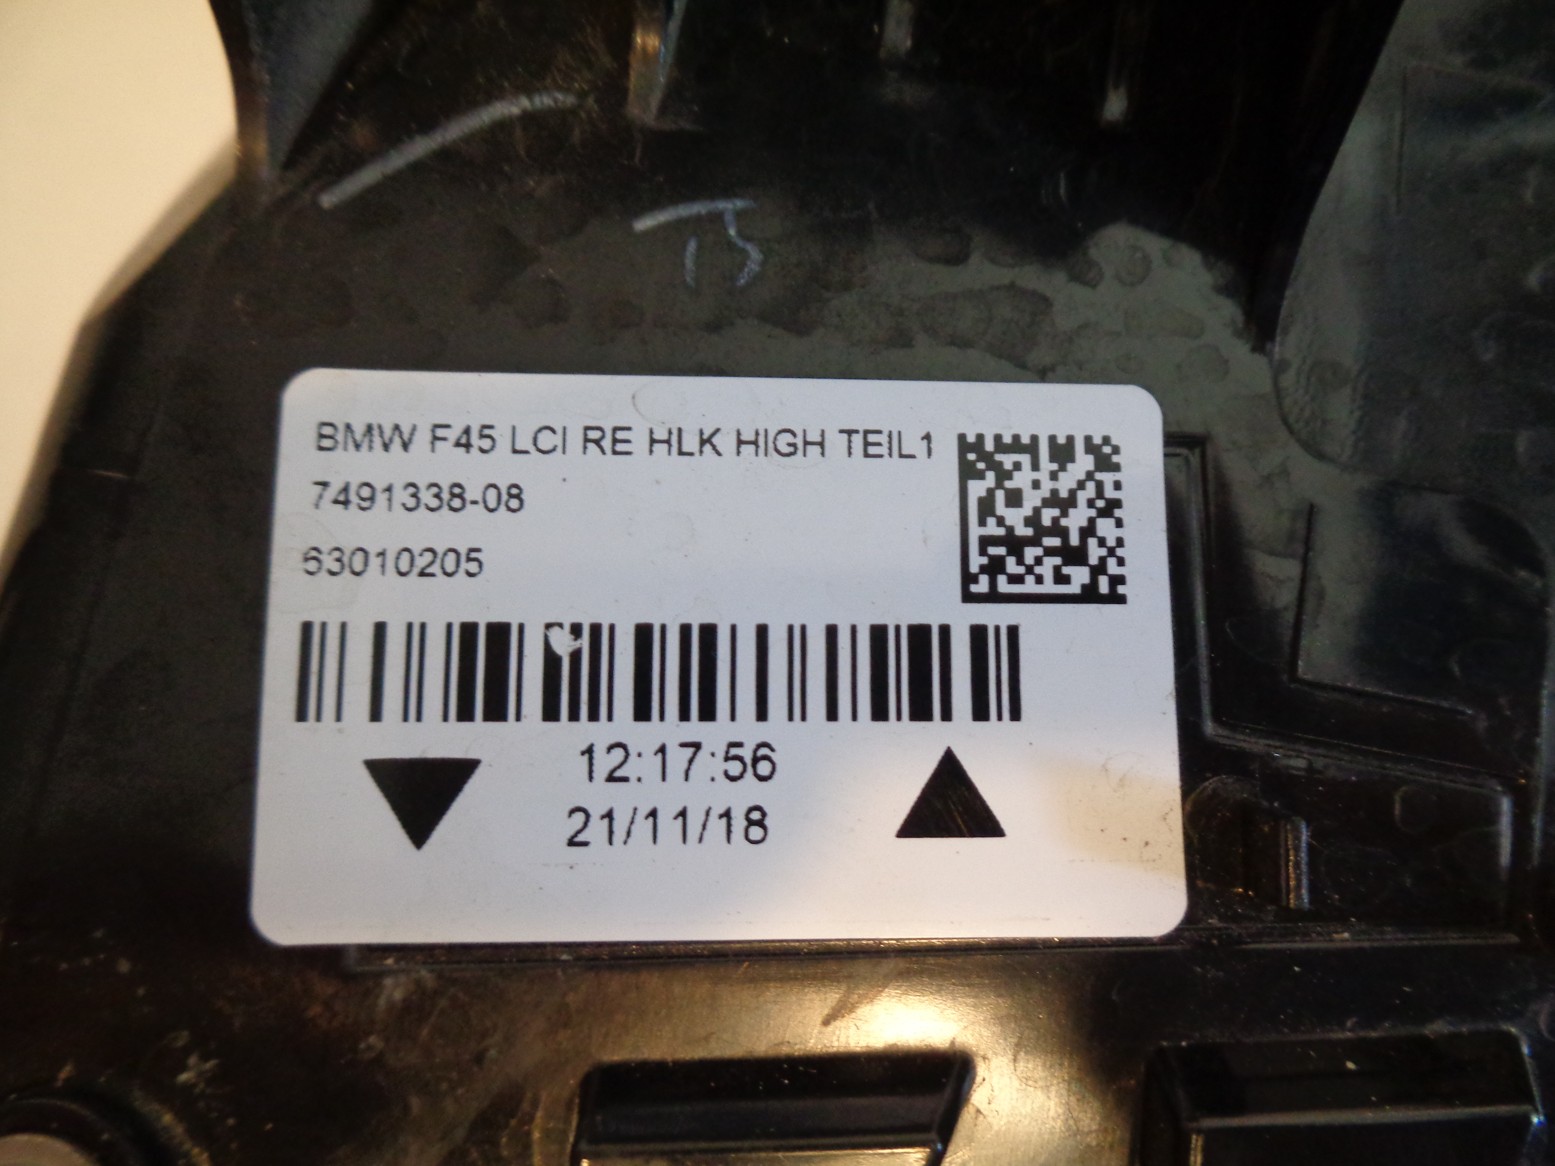 BMW F45 LCI RE HLK HIGH TEIL1
7491338-08
63010205
12:17:56
21/11/18